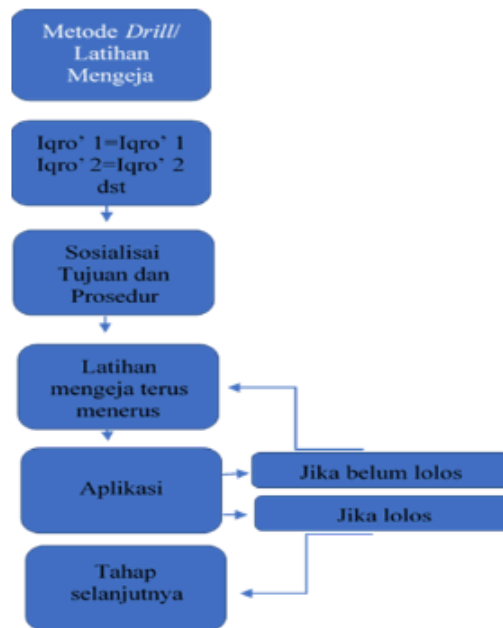 Metode Drill/
Latihan
Mengeja
Iqro’ 1=Iqro’ 1
Iqro’ 2=Iqro’ 2
dst
Sosialisai
Tujuan dan
Prosedur
Latihan
mengeja terus
menerus
Aplikasi
Jika belum lolos
Jika lolos
Tahap
selanjutnya